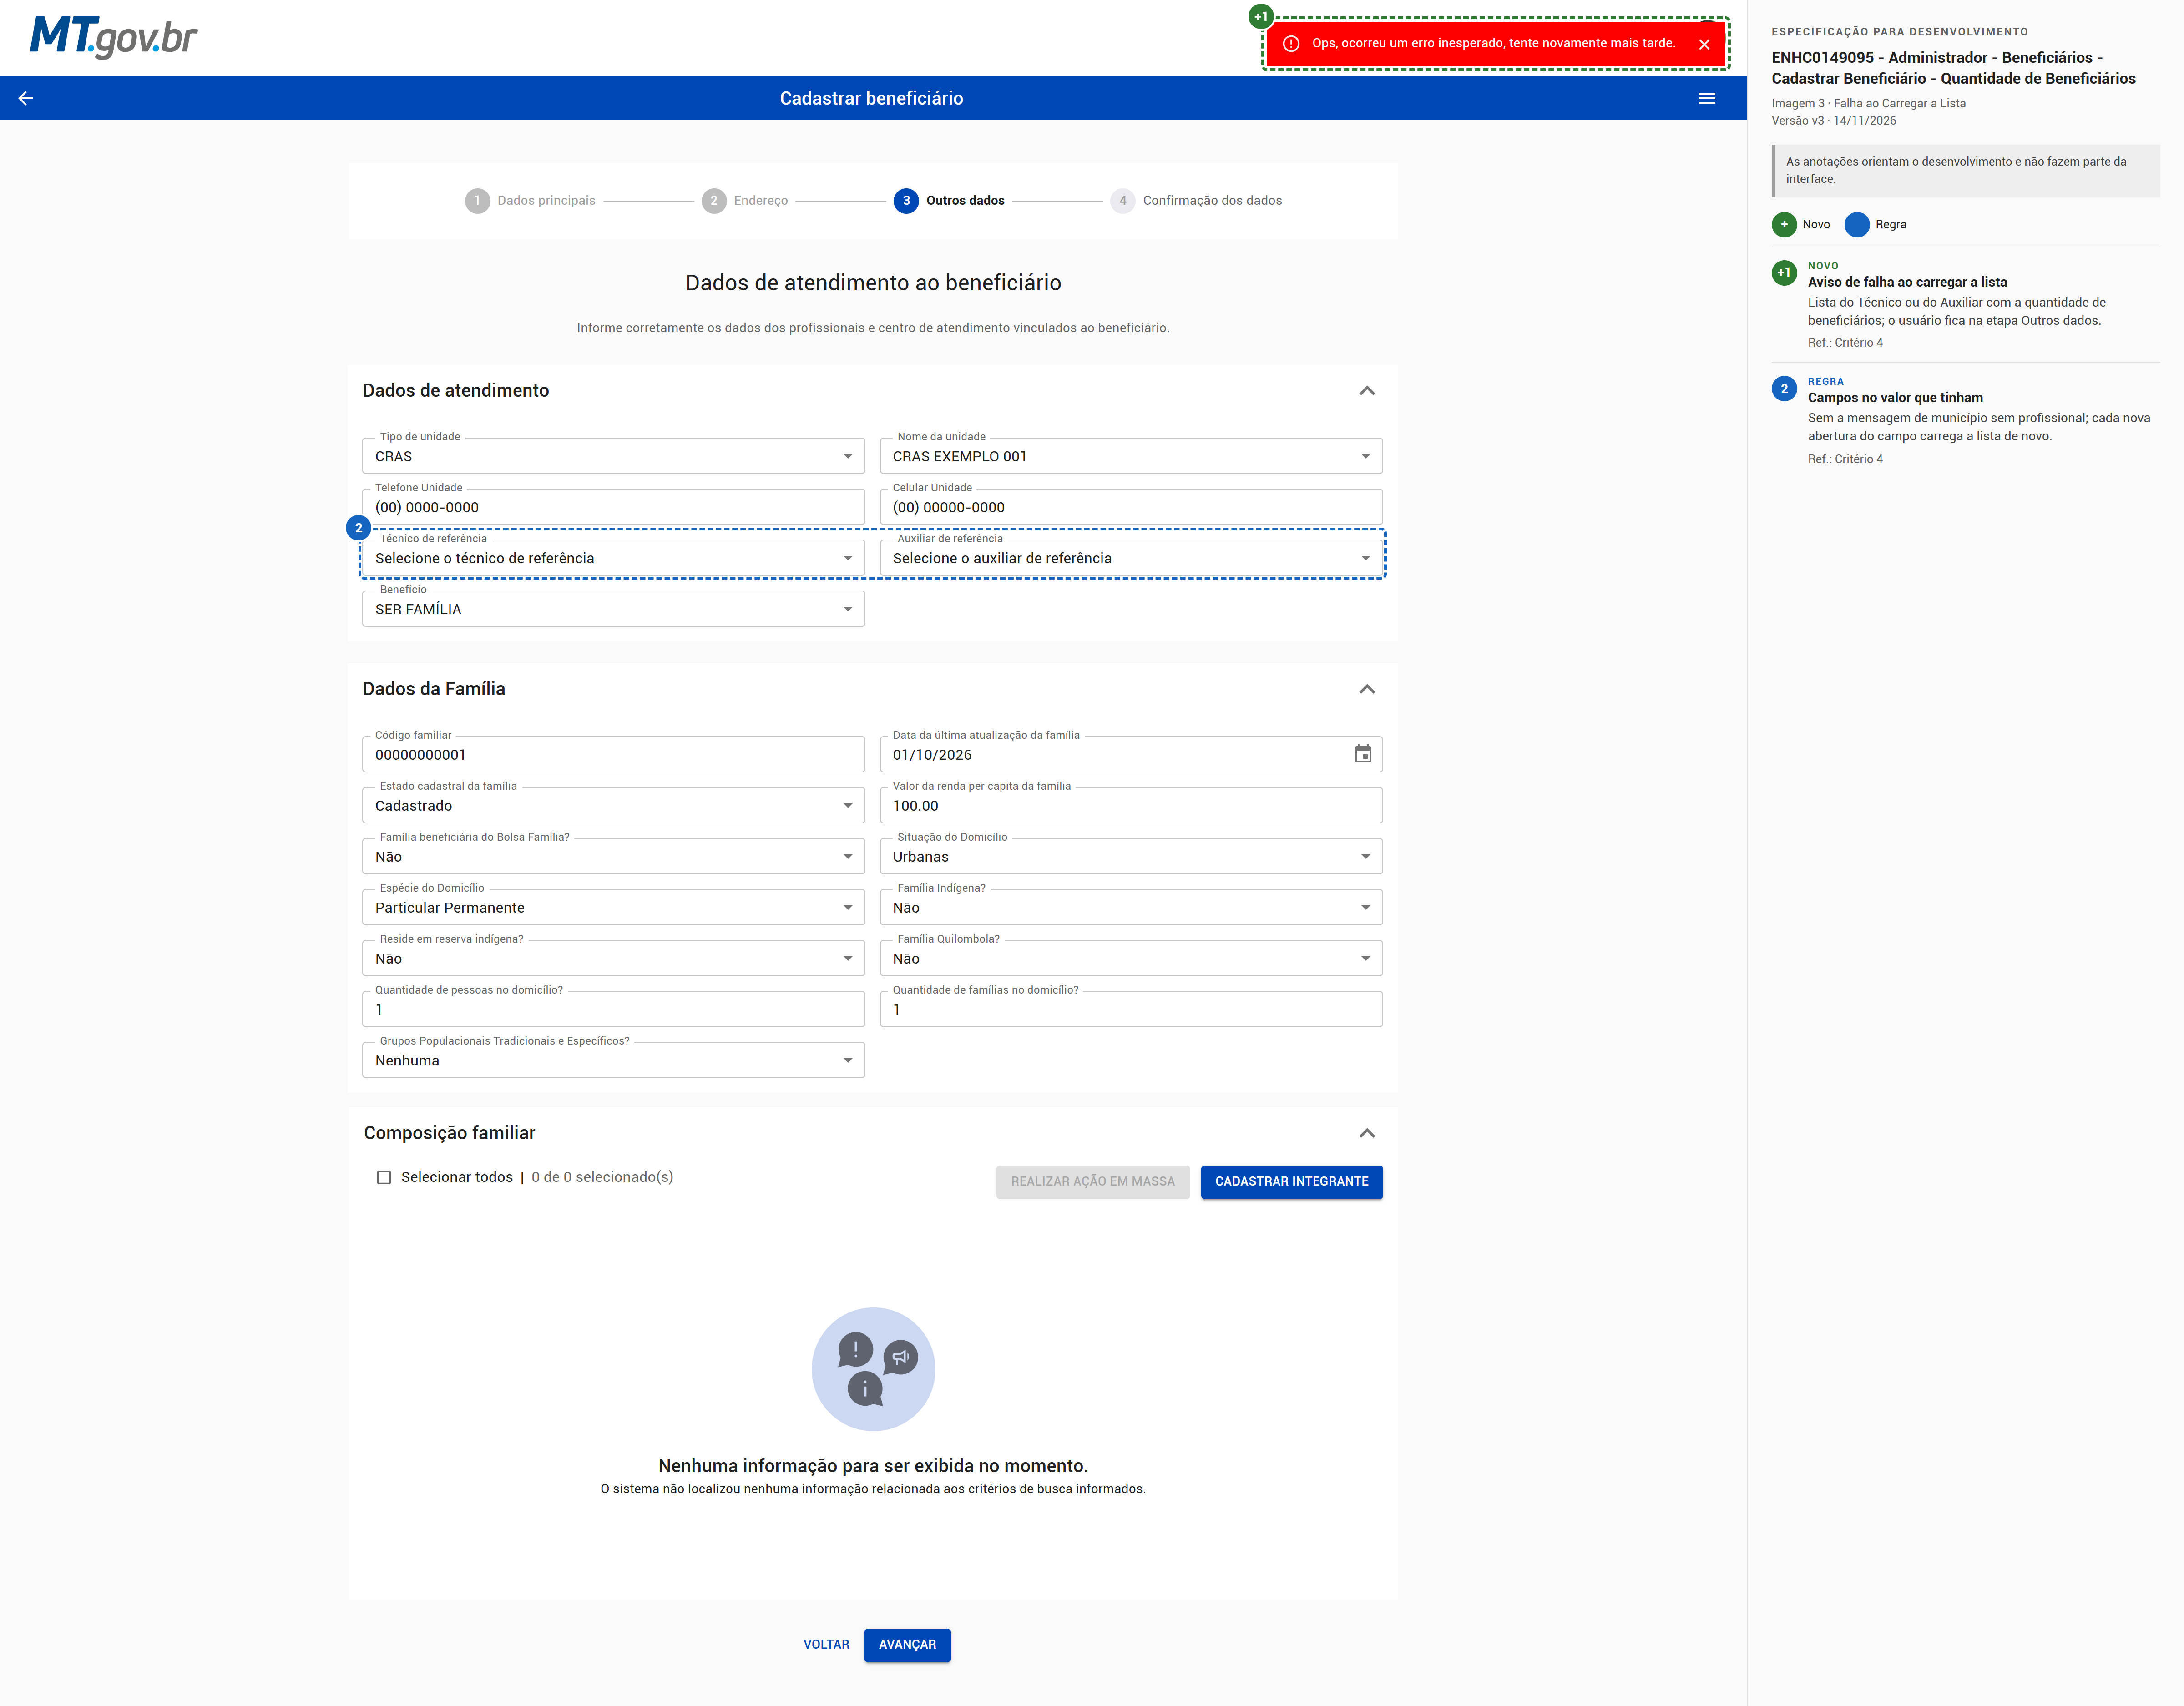 MT.gov.br
+1
Ops, ocorreu um erro inesperado, tente novamente mais tarde.
Cadastrar beneficiário
1 Dados principais
2 Endereço
3 Outros dados
4 Confirmação dos dados
Dados de atendimento ao beneficiário
Informe corretamente os dados dos profissionais e centro de atendimento vinculados ao beneficiário.
Dados de atendimento
Tipo de unidade
CRAS
Nome da unidade
CRAS EXEMPLO 001
Telefone Unidade
(00) 0000-0000
Celular Unidade
(00) 00000-0000
2
Técnico de referência
Selecione o técnico de referência
Auxiliar de referência
Selecione o auxiliar de referência
Benefício
SER FAMÍLIA
Dados da Família
Código familiar
00000000001
Data da última atualização da família
01/10/2026
Estado cadastral da família
Cadastrado
Valor da renda per capita da família
100.00
Família beneficiária do Bolsa Família?
Não
Situação do Domicílio
Urbanas
Espécie do Domicílio
Particular Permanente
Família Indígena?
Não
Reside em reserva indígena?
Não
Família Quilombola?
Não
Quantidade de pessoas no domicílio?
1
Quantidade de famílias no domicílio?
1
Grupos Populacionais Tradicionais e Específicos?
Nenhuma
Composição familiar
Selecionar todos | 0 de 0 selecionado(s)
REALIZAR AÇÃO EM MASSA
CADASTRAR INTEGRANTE
Nenhuma informação para ser exibida no momento.
O sistema não localizou nenhuma informação relacionada aos critérios de busca informados.
VOLTAR
AVANÇAR
ESPECIFICAÇÃO PARA DESENVOLVIMENTO
ENHC0149095 - Administrador - Beneficiários -
Cadastrar Beneficiário - Quantidade de Beneficiários
Imagem 3 · Falha ao Carregar a Lista
Versão v3 · 14/11/2026
As anotações orientam o desenvolvimento e não fazem parte da
interface.
+ Novo
Regra
+1
NOVO
Aviso de falha ao carregar a lista
Lista do Técnico ou do Auxiliar com a quantidade de
beneficiários; o usuário fica na etapa Outros dados.
Ref.: Critério 4
2
REGRA
Campos no valor que tinham
Sem a mensagem de município sem profissional; cada nova
abertura do campo carrega a lista de novo.
Ref.: Critério 4